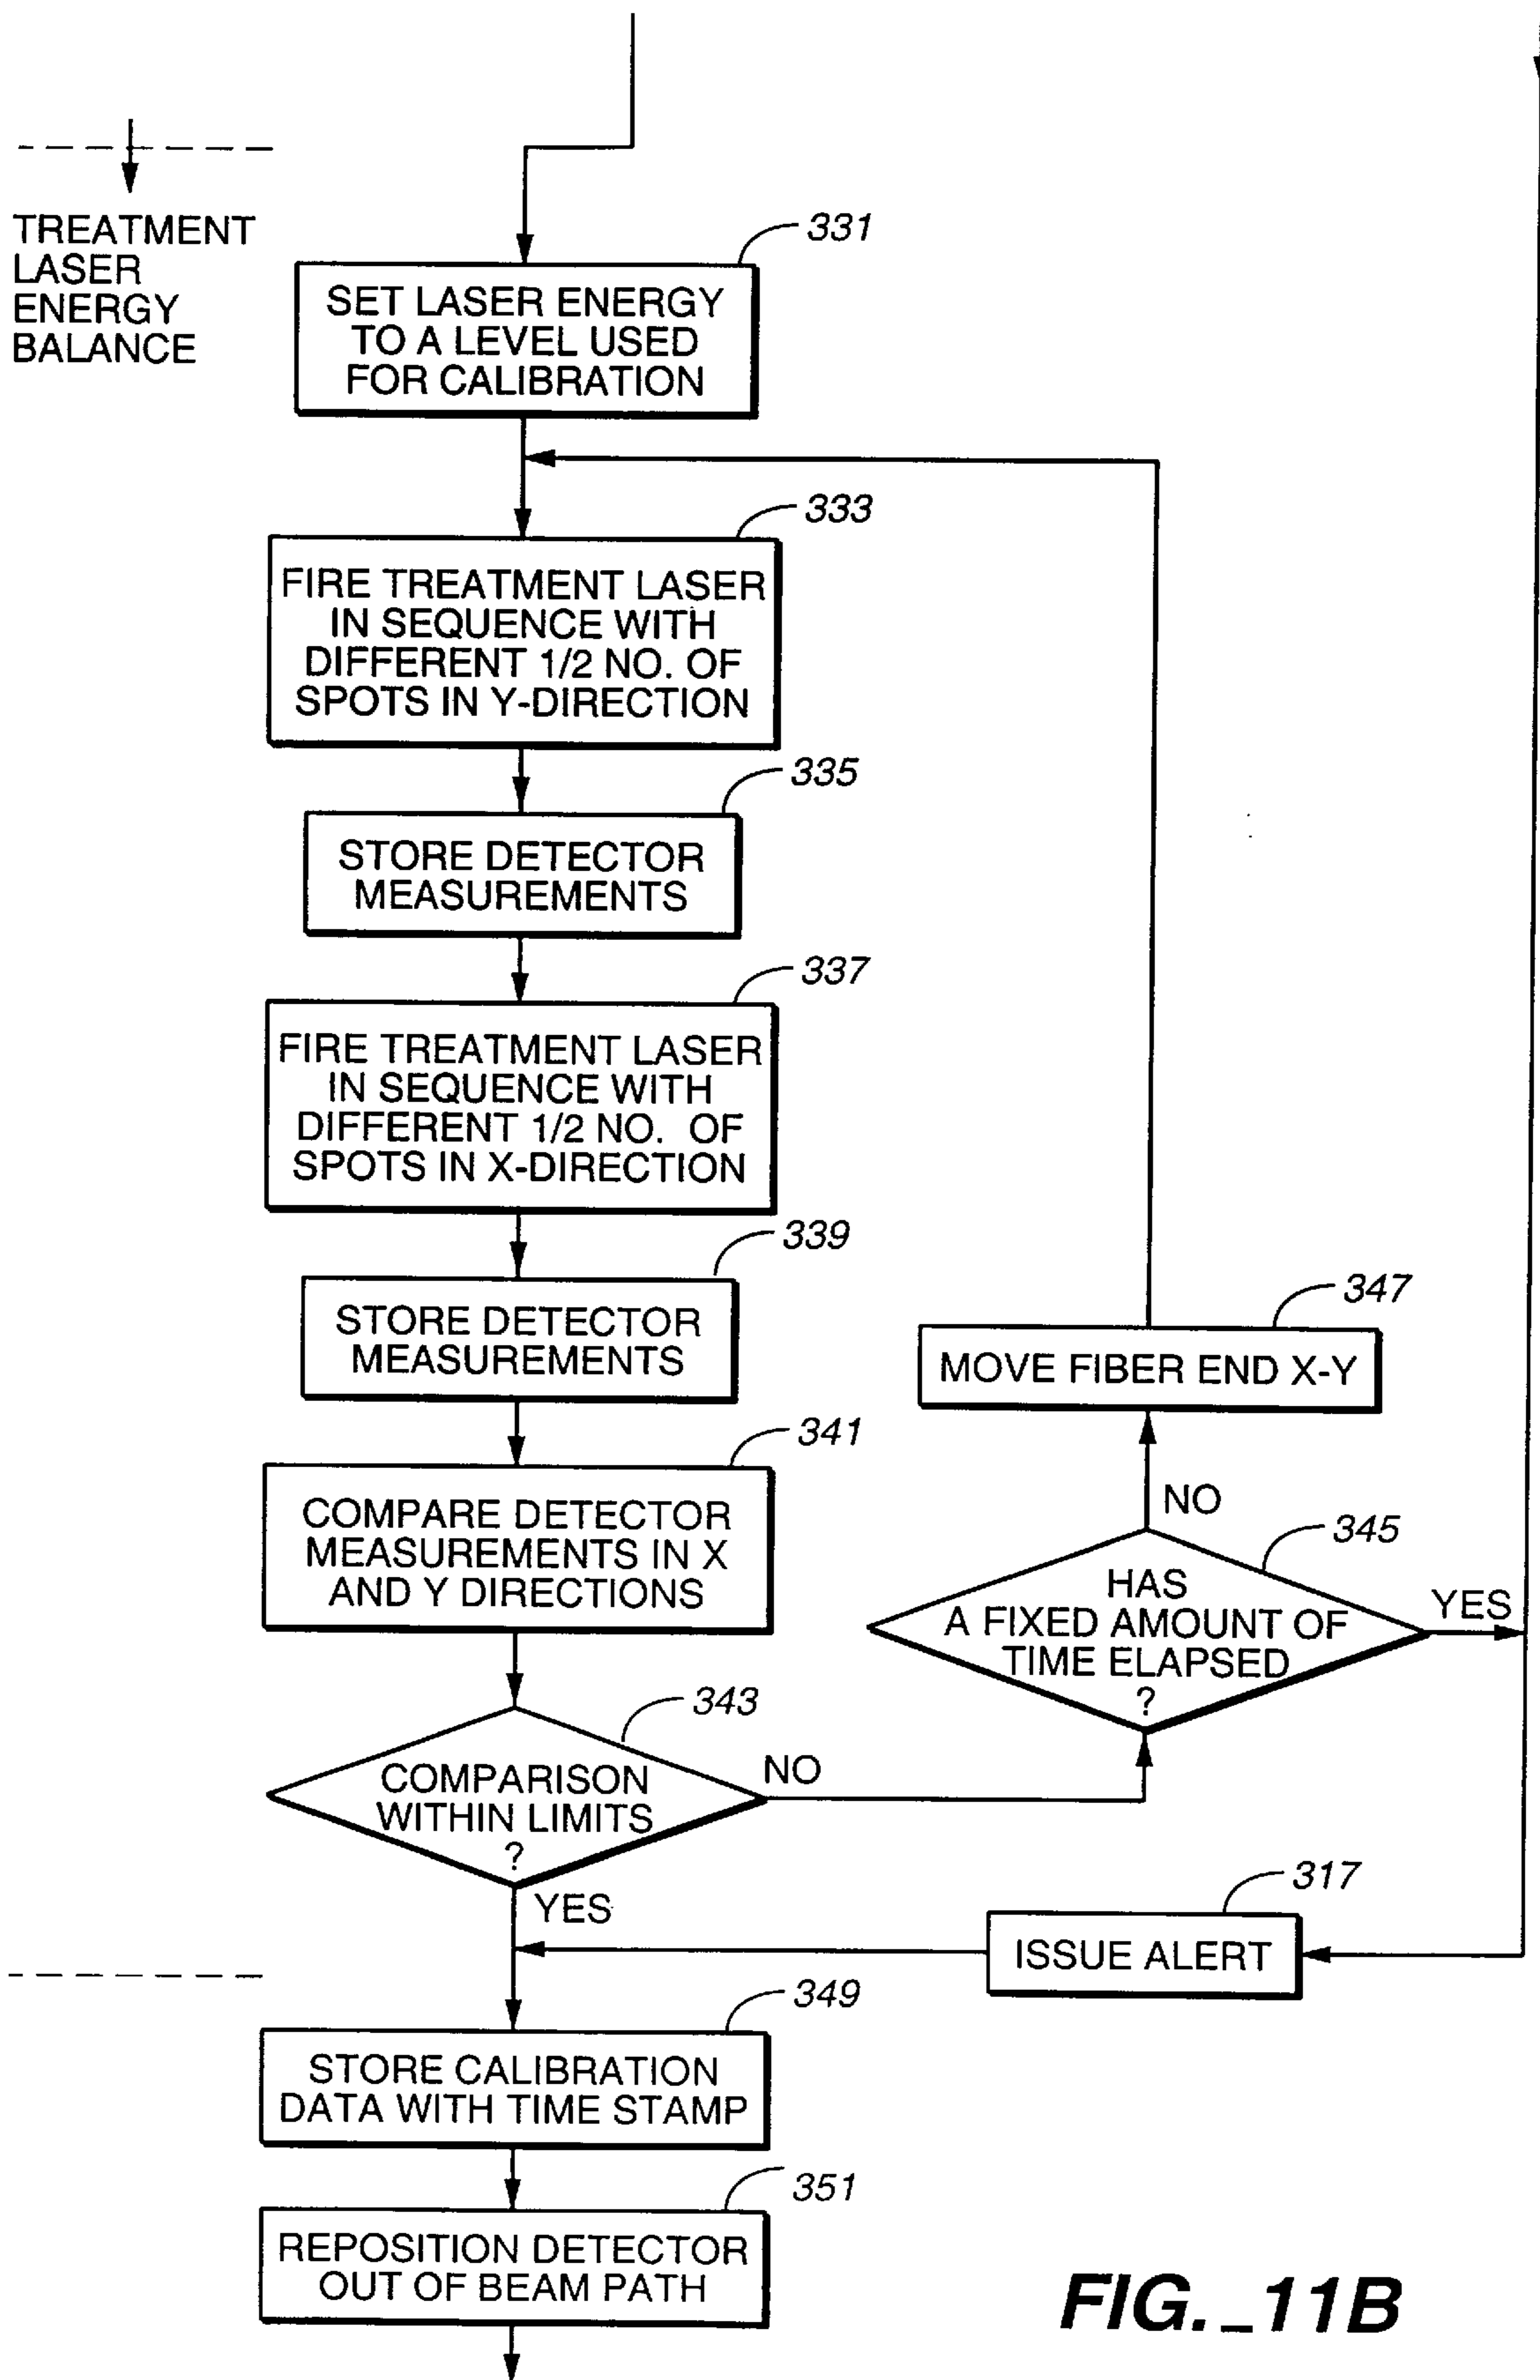 TREATMENT
LASER
ENERGY
BALANCE
331
SET LASER ENERGY
TO A LEVEL USED
FOR CALIBRATION
333
FIRE TREATMENT LASER
IN SEQUENCE WITH
DIFFERENT 1/2 NO. OF
SPOTS IN Y-DIRECTION
335
STORE DETECTOR
MEASUREMENTS
337
FIRE TREATMENT LASER
IN SEQUENCE WITH
DIFFERENT 1/2 NO. OF
SPOTS IN X-DIRECTION
339
STORE DETECTOR
MEASUREMENTS
347
MOVE FIBER END X-Y
341
COMPARE DETECTOR
MEASUREMENTS IN X
AND Y DIRECTIONS
NO
345
HAS
A FIXED AMOUNT OF
TIME ELAPSED
?
YES
343
COMPARISON
WITHIN LIMITS
?
NO
YES
317
ISSUE ALERT
349
STORE CALIBRATION
DATA WITH TIME STAMP
351
REPOSITION DETECTOR
OUT OF BEAM PATH
FIG._11B